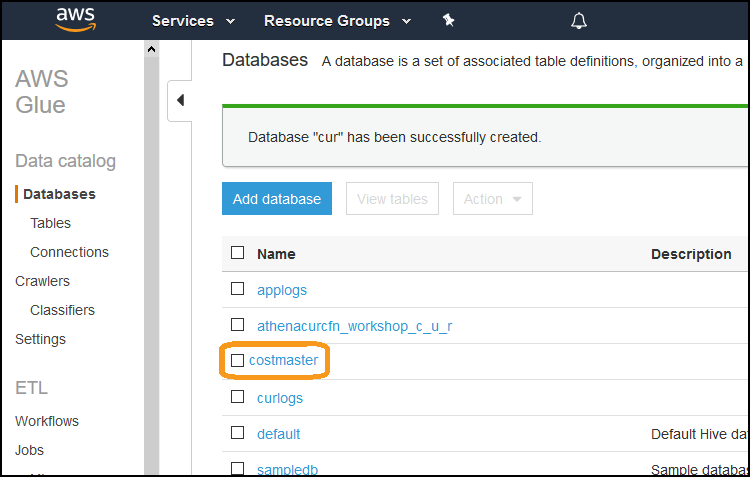 aws Services Resource Groups
AWS
Glue
Data catalog
Databases
Tables
Connections
Crawlers
Classifiers
Settings
ETL
Workflows
Jobs
Databases A database is a set of associated table definitions, organized into a
Database "cur" has been successfully created.
Add database View tables Action
Name Description
applogs
athenacurcfn_workshop_c_u_r
costmaster
curlogs
default Default Hive da
sampledb Sample databas